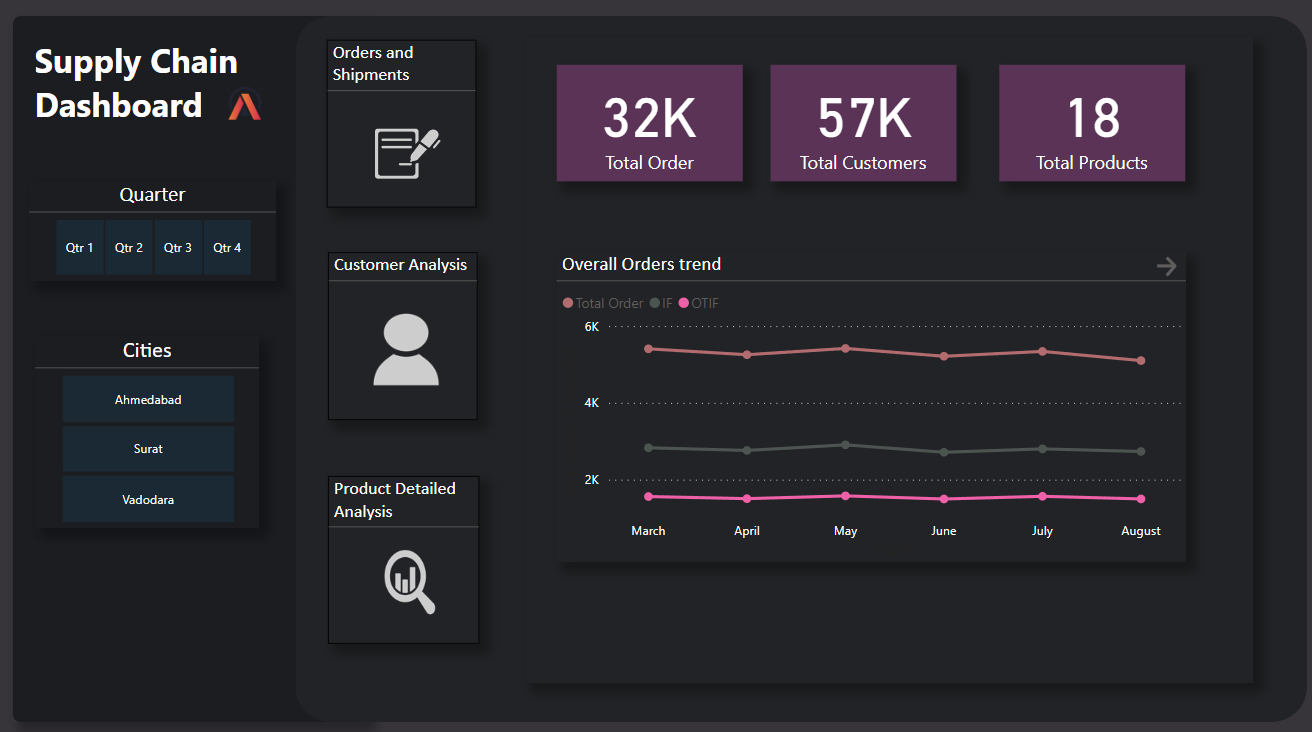 Supply Chain
Dashboard
Quarter
Qtr 1 Qtr 2 Qtr 3 Qtr 4
Cities
Ahmedabad
Surat
Vadodara
Orders and
Shipments
Customer Analysis
Product Detailed
Analysis
32K
Total Order
57K
Total Customers
18
Total Products
Overall Orders trend
Total Order IF OTIF
6K
4K
2K
March April May June July August